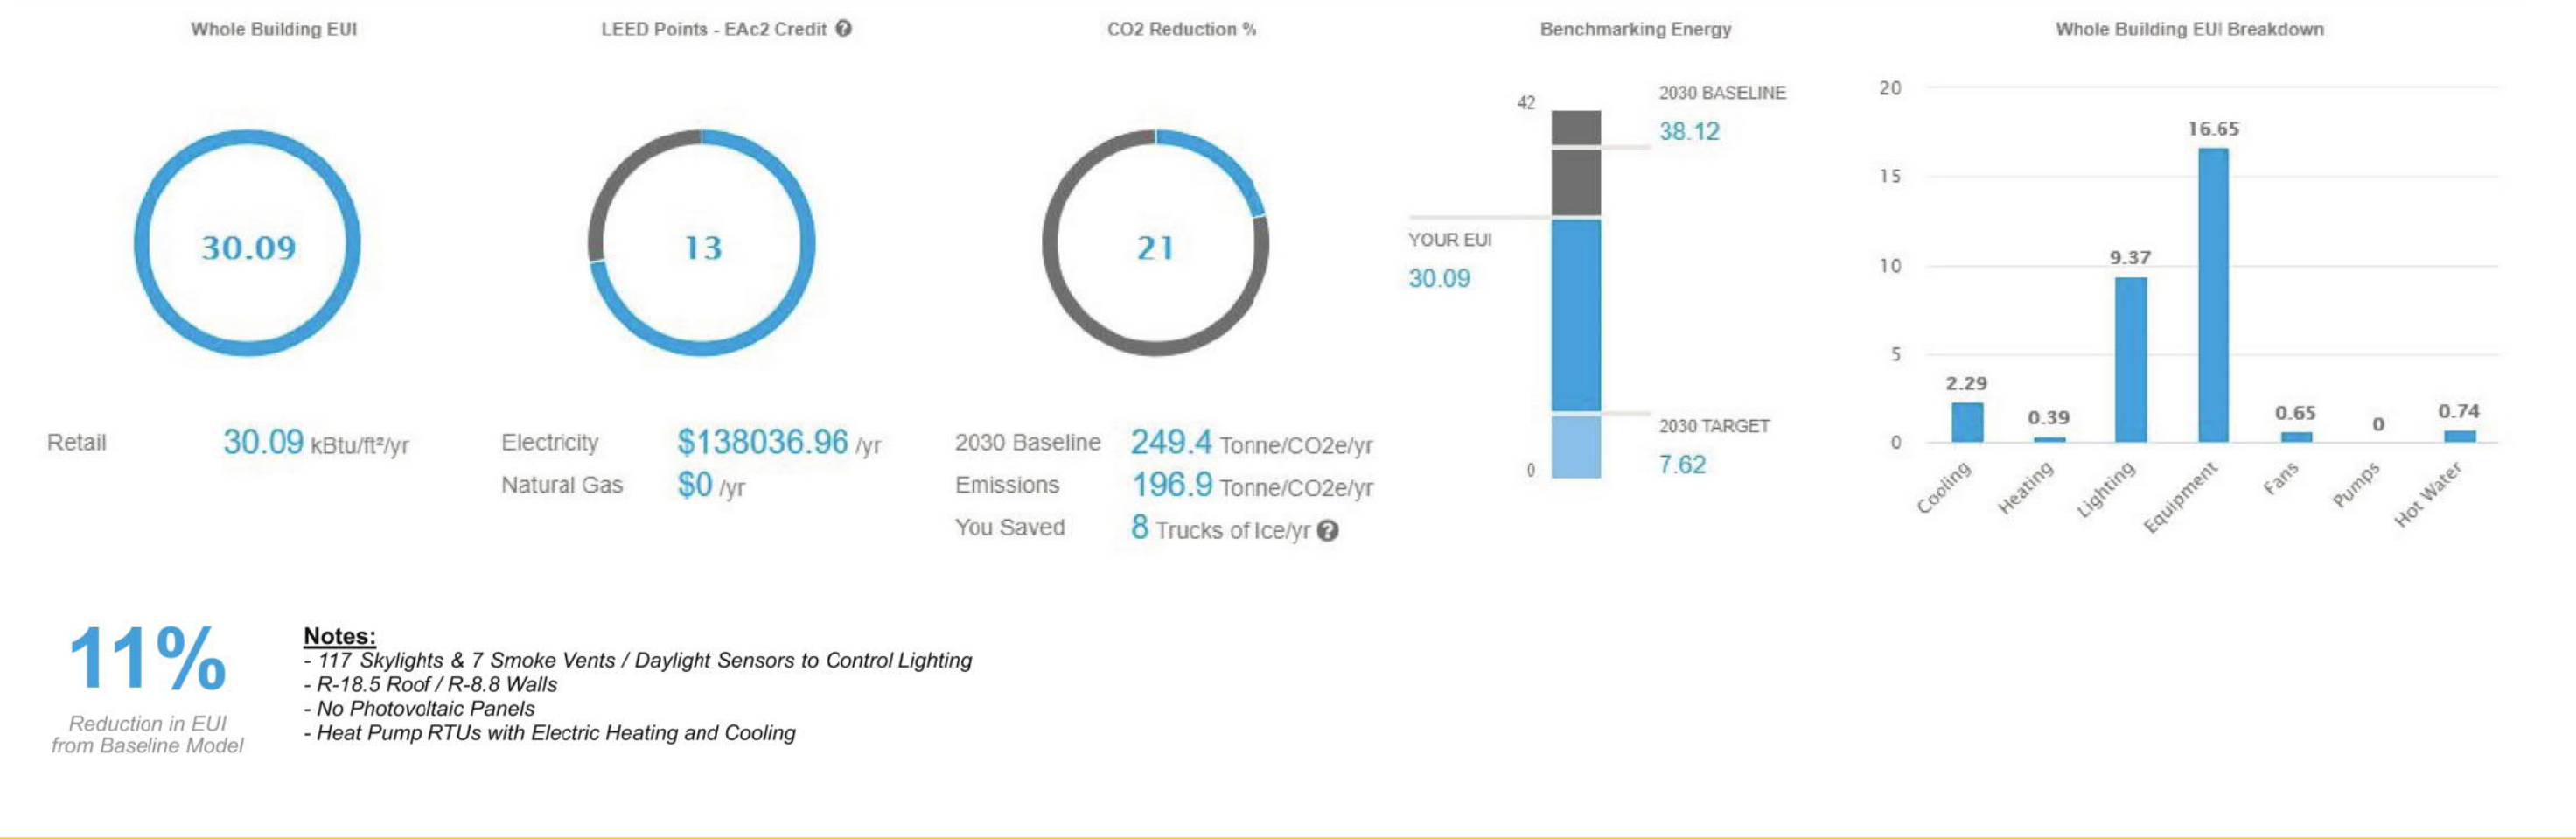 Whole Building EUI
30.09
Retail 30.09 kBtu/ft²/yr
LEED Points - EAc2 Credit ?
13
Electricity $138036.96 /yr
Natural Gas $0 /yr
CO2 Reduction %
21
2030 Baseline 249.4 Tonne/CO2e/yr
Emissions 196.9 Tonne/CO2e/yr
You Saved 8 Trucks of Ice/yr ?
Benchmarking Energy
42
2030 BASELINE
38.12
YOUR EUI
30.09
2030 TARGET
7.62
0
Whole Building EUI Breakdown
20
15
10
5
0
2.29
0.39
9.37
16.65
0.65
0
0.74
Cooling
Heating
Lighting
Equipment
Fans
Pumps
Hot Water
11%
Reduction in EUI
from Baseline Model
Notes:
- 117 Skylights & 7 Smoke Vents / Daylight Sensors to Control Lighting
- R-18.5 Roof / R-8.8 Walls
- No Photovoltaic Panels
- Heat Pump RTUs with Electric Heating and Cooling